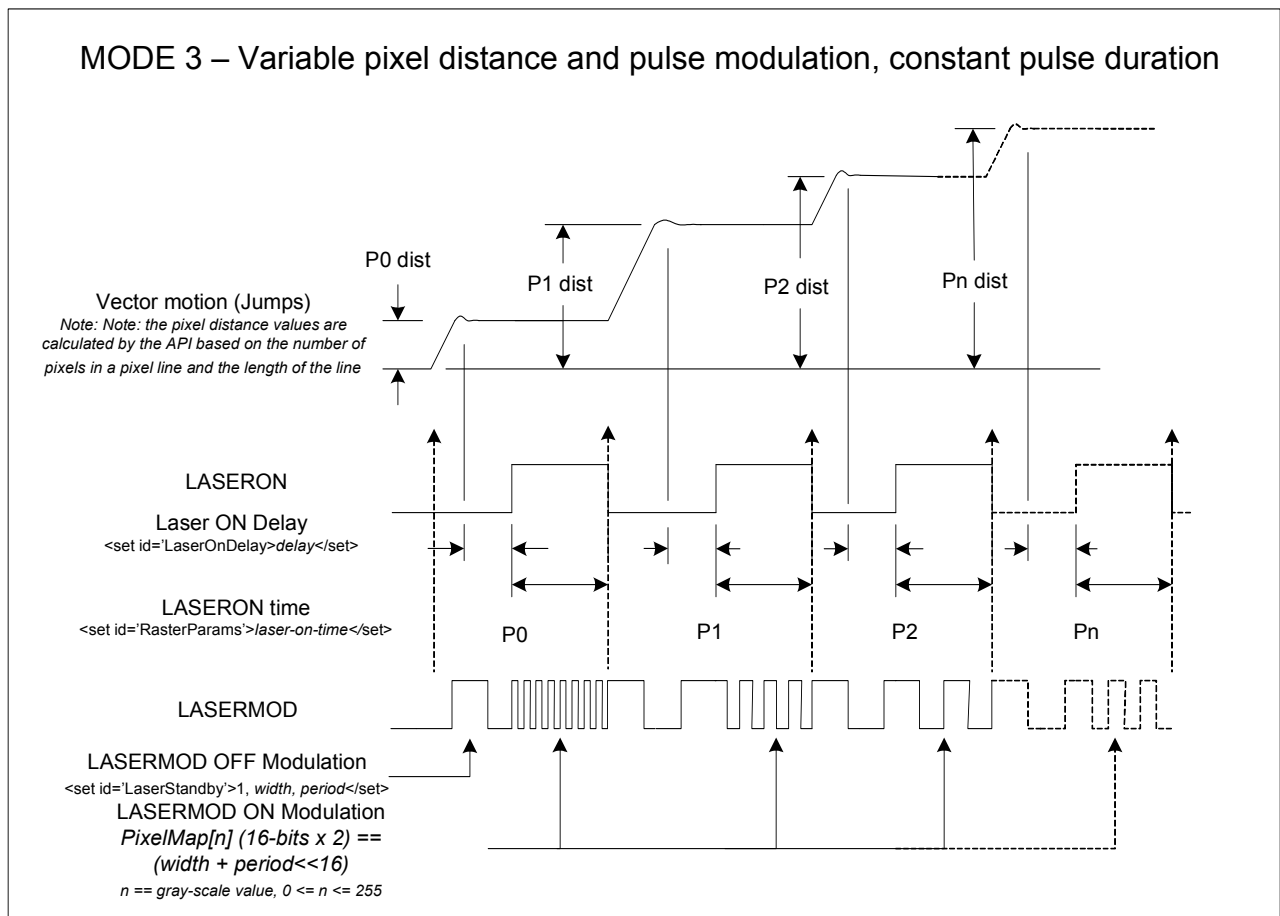 MODE 3 – Variable pixel distance and pulse modulation, constant pulse duration
P0 dist
P1 dist
P2 dist
Pn dist
Vector motion (Jumps)
Note: Note: the pixel distance values are
calculated by the API based on the number of
pixels in a pixel line and the length of the line
LASERON
Laser ON Delay
<set id='LaserOnDelay>delay</set>
LASERON time
<set id='RasterParams'>laser-on-time</set>
P0
P1
P2
Pn
LASERMOD
LASERMOD OFF Modulation
<set id='LaserStandby'>1, width, period</set>
LASERMOD ON Modulation
PixelMap[n] (16-bits x 2) ==
(width + period<<16)
n == gray-scale value, 0 <= n <= 255